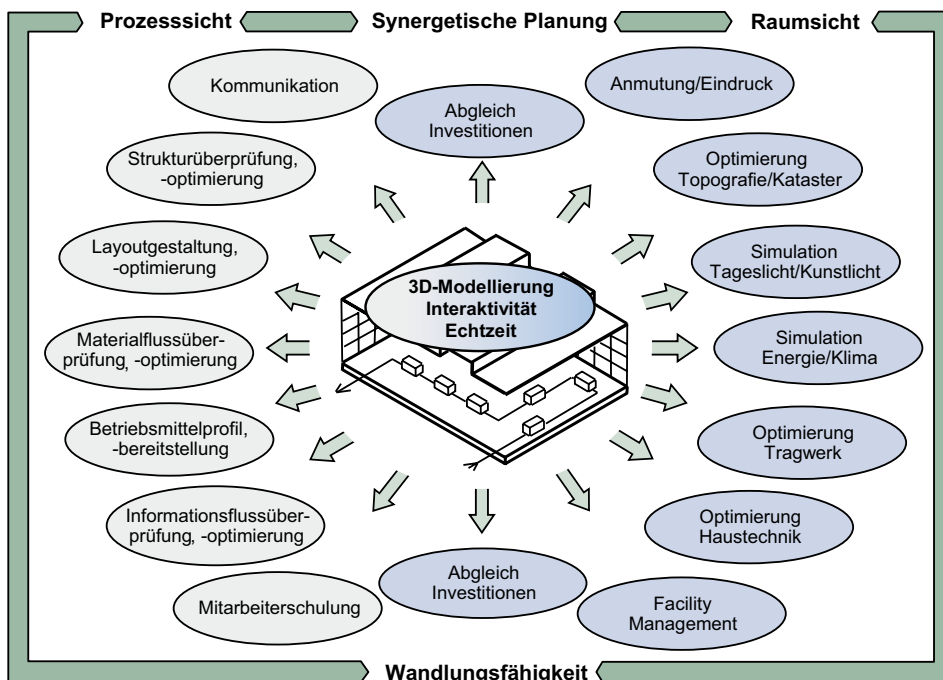 Prozesssicht
Synergetische Planung
Raumsicht
Kommunikation
Abgleich
Investitionen
Anmutung/Eindruck
Strukturüberprüfung,
-optimierung
Optimierung
Topografie/Kataster
Layoutgestaltung,
-optimierung
3D-Modellierung
Interaktivität
Echtzeit
Simulation
Tageslicht/Kunstlicht
Materialflussüber-
prüfung, -optimierung
Simulation
Energie/Klima
Betriebsmittelprofil,
-bereitstellung
Optimierung
Tragwerk
Informationsflussüber-
prüfung, -optimierung
Optimierung
Haustechnik
Mitarbeiterschulung
Abgleich
Investitionen
Facility
Management
Wandlungsfähigkeit